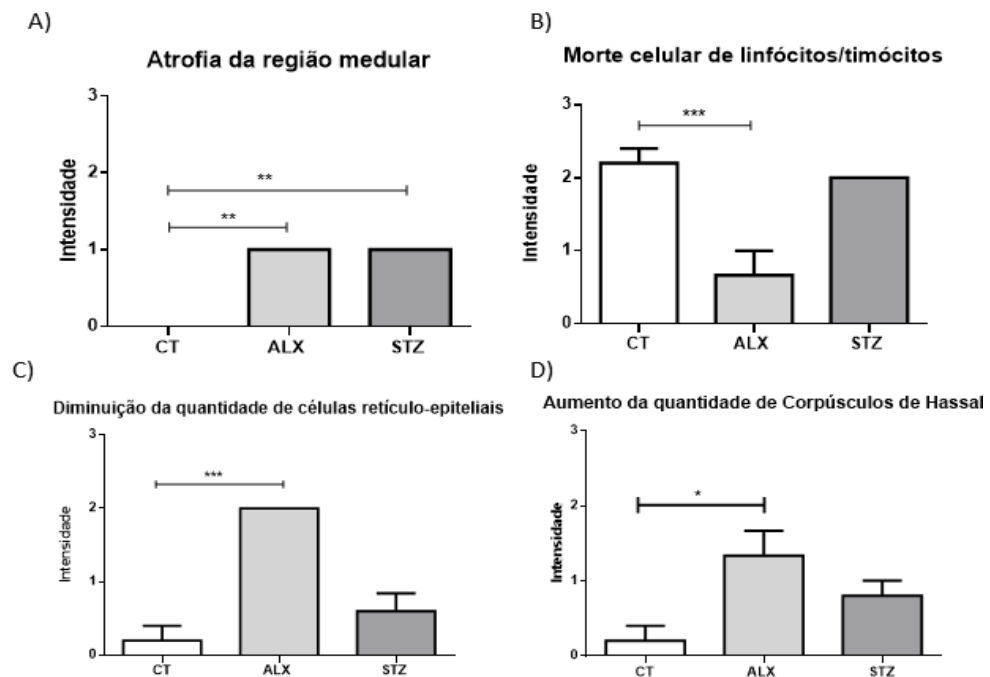 A)
Atrofia da região medular
Intensidade
3
2
1
0
**
**
CT ALX STZ
B)
Morte celular de linfócitos/timócitos
Intensidade
3
2
1
0
***
CT ALX STZ
C)
Diminuição da quantidade de células retículo-epiteliais
Intensidade
3
2
1
0
***
CT ALX STZ
D)
Aumento da quantidade de Corpúsculos de Hassal
Intensidade
3
2
1
0
*
CT ALX STZ